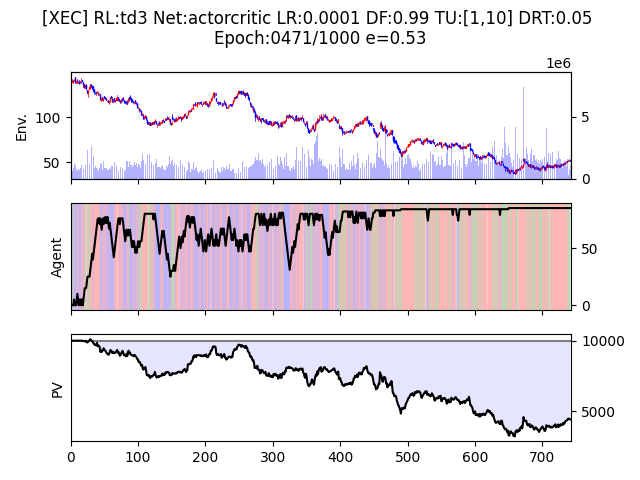 [XEC] RL:td3 Net:actorcritic LR:0.0001 DF:0.99 TU:[1,10] DRT:0.05
Epoch:0471/1000 e=0.53
1e6
Env.
100
50
5
0
Agent
50
0
PV
10000
5000
0 100 200 300 400 500 600 700